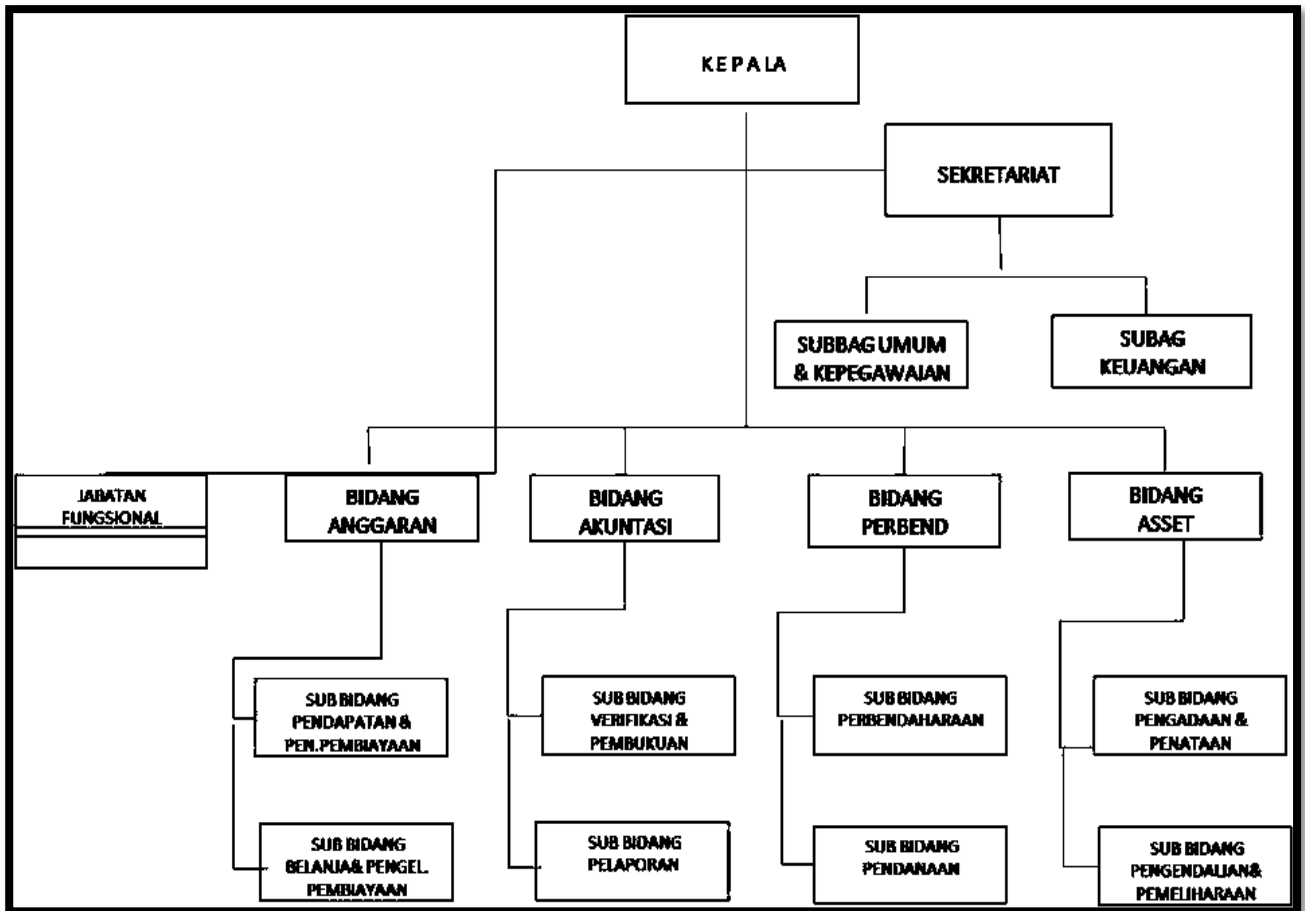 KEPALA
SEKRETARIAT
SUBBAG UMUM
& KEPEGAWAIAN
SUBAG
KEUANGAN
JABATAN
FUNGSIONAL
BIDANG
ANGGARAN
BIDANG
AKUNTASI
BIDANG
PERBEND
BIDANG
ASSET
SUB BIDANG
PENDAPATAN &
PEN.PEMBIAYAAN
SUB BIDANG
VERIFIKASI &
PEMBUKUAN
SUB BIDANG
PERBENDAHARAAN
SUB BIDANG
PENGADAAN &
PENATAAN
SUB BIDANG
BELANJA& PENGEL.
PEMBIAYAAN
SUB BIDANG
PELAPORAN
SUB BIDANG
PENDANAAN
SUB BIDANG
PENGENDALIAN&
PEMELIHARAAN